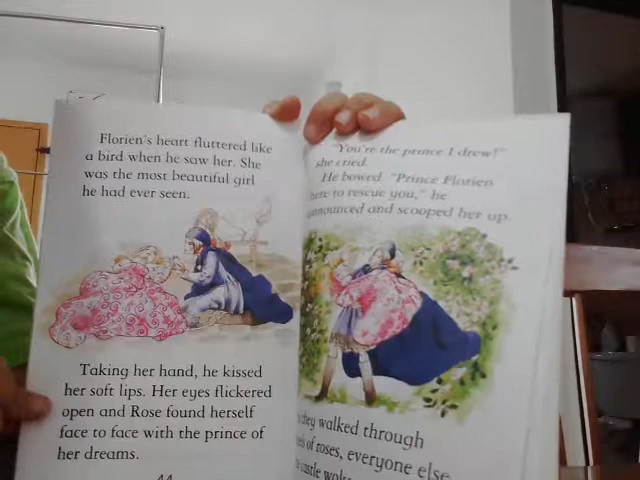 Florien's heart fluttered like
a bird when he saw her. She
was the most beautiful girl
he had ever seen.
Taking her hand, he kissed
her soft lips. Her eyes flickered
open and Rose found herself
face to face with the prince of
her dreams.
44
"You're the prince I drew!"
she cried.
He bowed. "Prince Florien
here to rescue you," he
announced and scooped her up.
they walked through
of roses, everyone else
castle woke